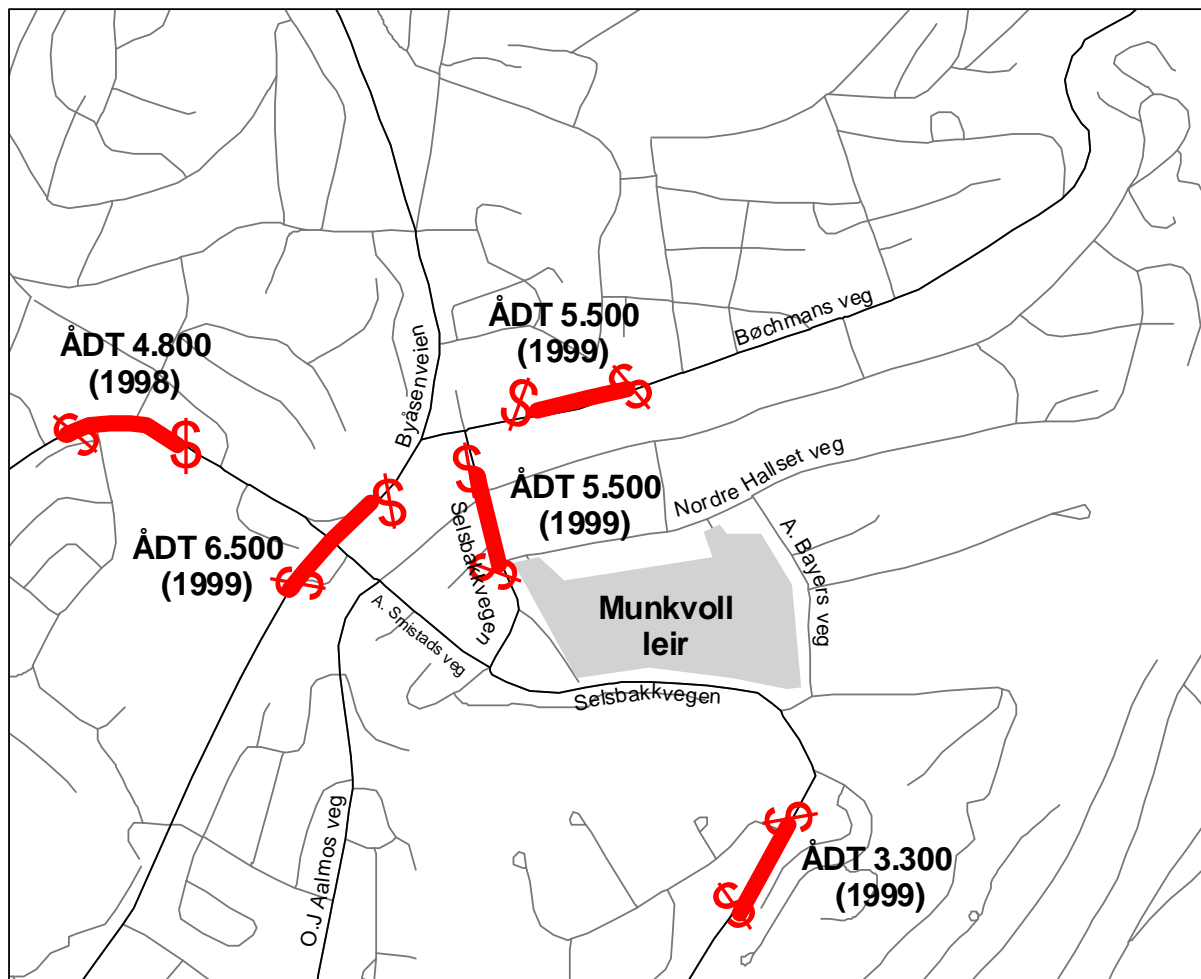 ÅDT 5.500
(1999)
Bøchmans veg
ÅDT 4.800
(1998)
Byåsenveien
ÅDT 5.500
(1999)
Nordre Hallset veg
ÅDT 6.500
(1999)
Selsbakkvegen
A. Bayers veg
A. Smistads veg
Munkvoll
leir
Selsbakkvegen
O.J Aalmos veg
ÅDT 3.300
(1999)